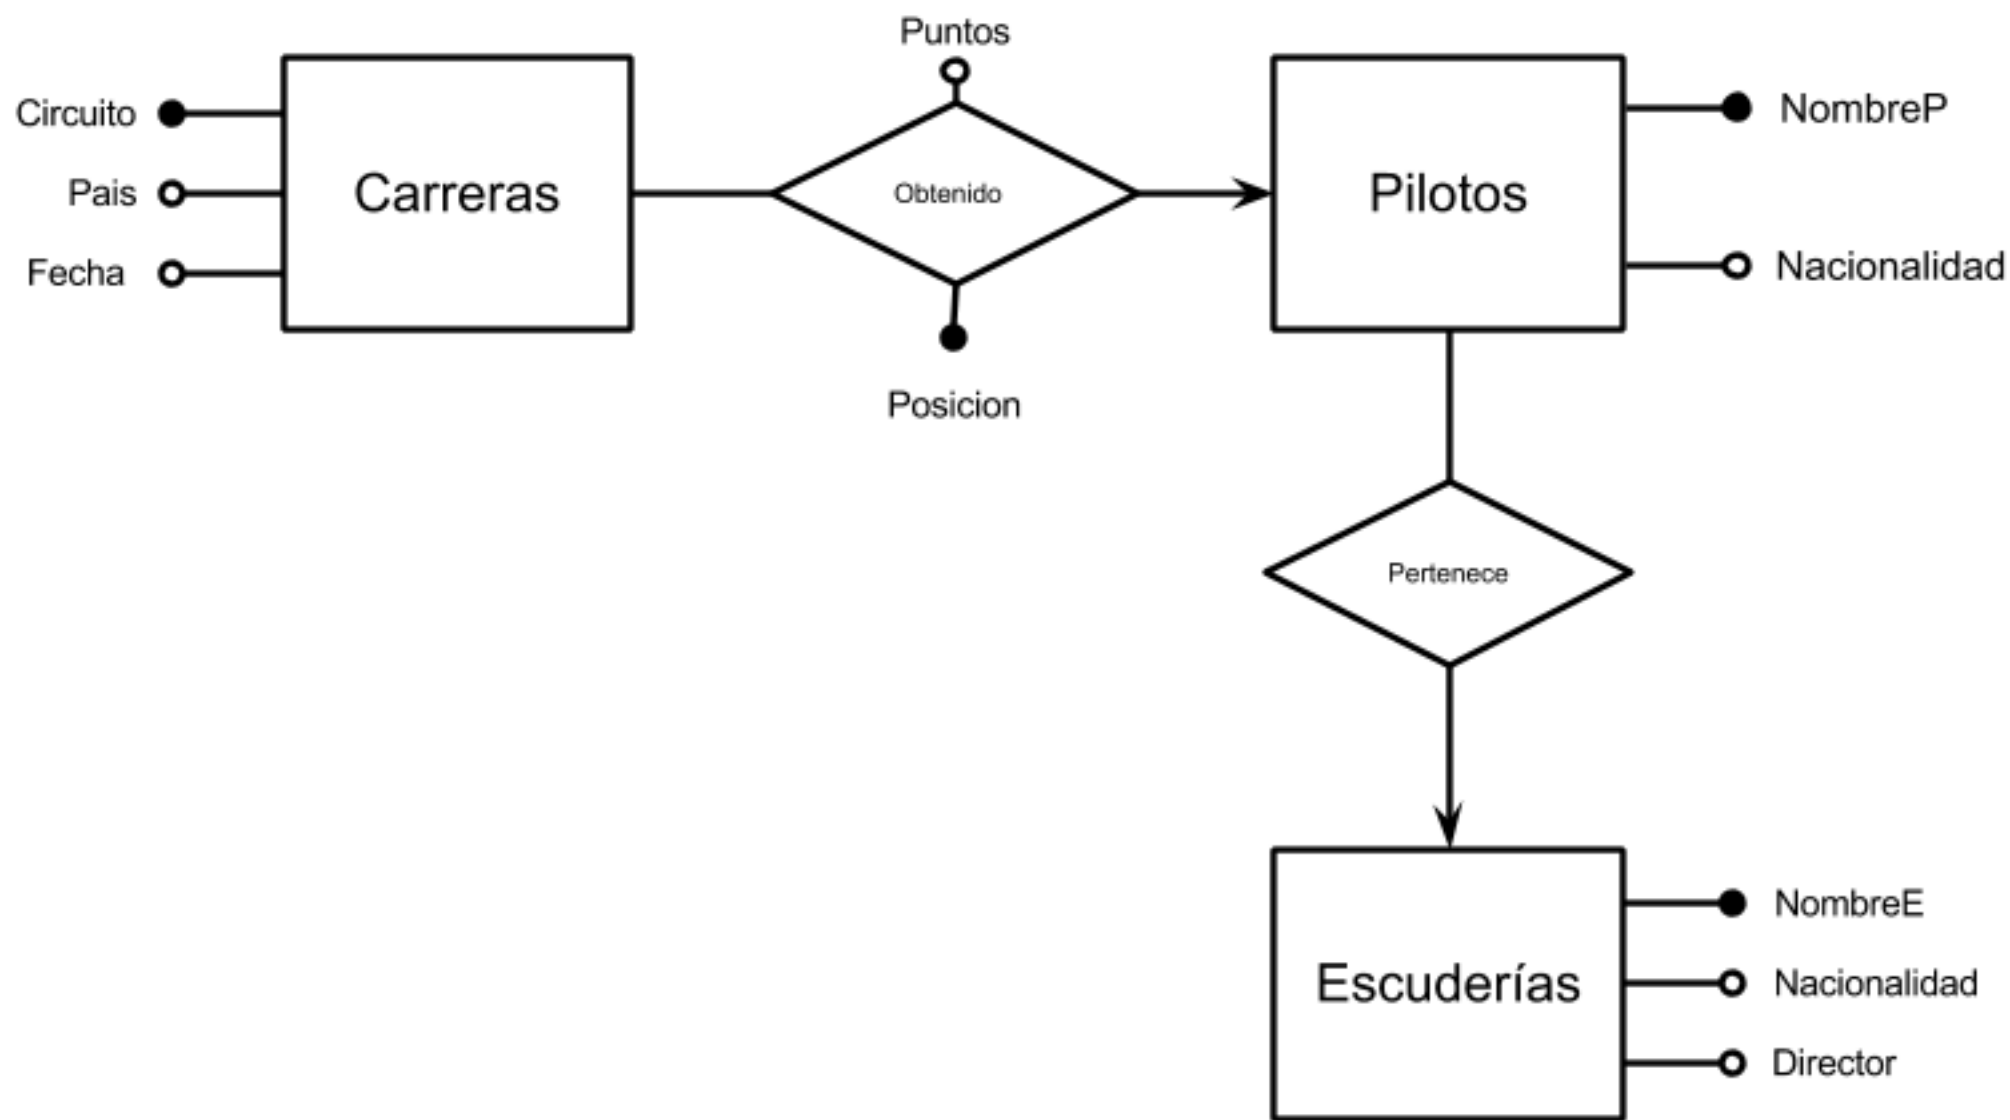 Puntos
Circuito
Pais
Fecha
Carreras
Obtenido
Posicion
Pilotos
NombreP
Nacionalidad
Pertenece
Escuderías
NombreE
Nacionalidad
Director